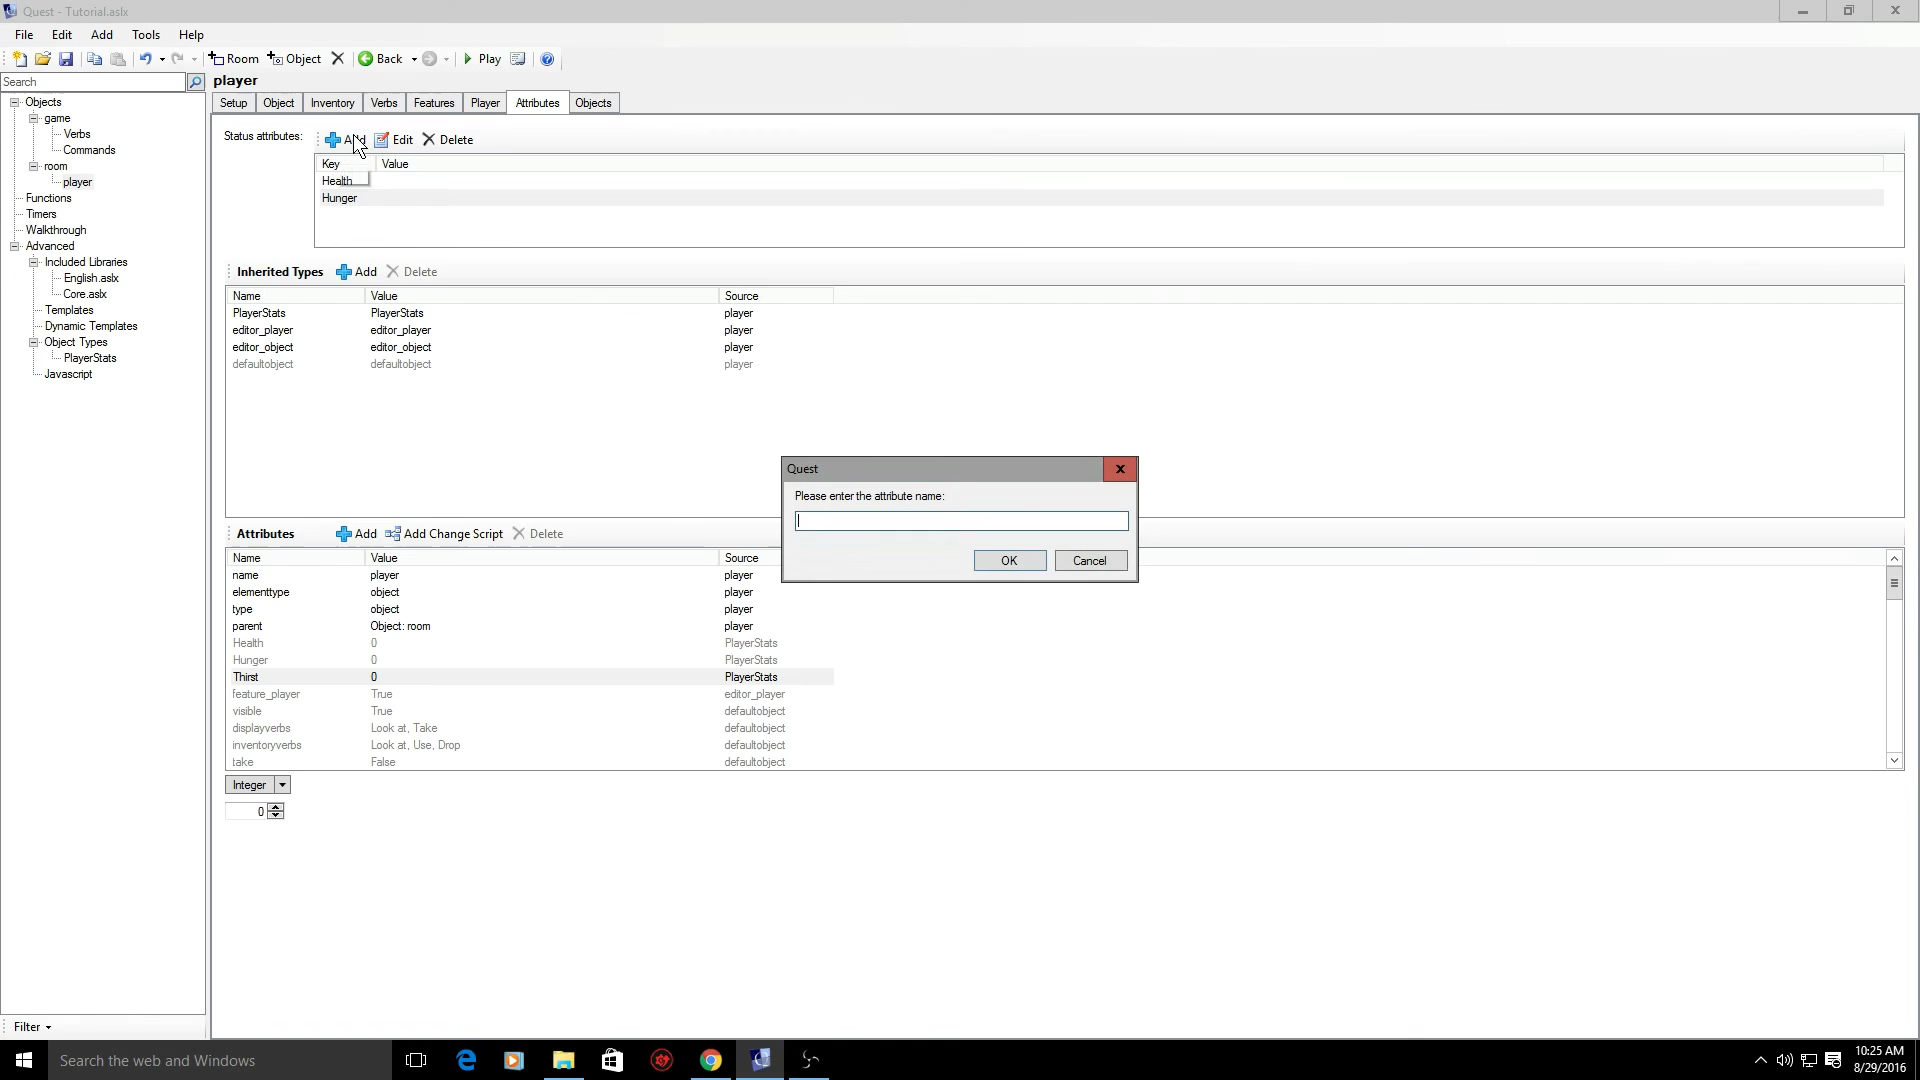 Quest - Tutorial.aslx
File Edit Add Tools Help
Room Object Back Play
Search
player
Setup Object Inventory Verbs Features Player Attributes Objects
Objects
game
Verbs
Commands
room
player
Functions
Timers
Walkthrough
Advanced
Included Libraries
English.aslx
Core.aslx
Templates
Dynamic Templates
Object Types
PlayerStats
Javascript
Filter
Status attributes: Add Edit Delete
Key Value
Health
Hunger
Inherited Types Add Delete
Name Value Source
PlayerStats PlayerStats player
editor_player editor_player player
editor_object editor_object player
defaultobject defaultobject player
Quest X
Please enter the attribute name:
OK Cancel
Attributes Add Add Change Script Delete
Name Value Source
name player player
elementtype object player
type object player
parent Object: room player
Health 0 PlayerStats
Hunger 0 PlayerStats
Thirst 0 PlayerStats
feature_player True editor_player
visible True defaultobject
displayverbs Look at, Take defaultobject
inventoryverbs Look at, Use, Drop defaultobject
take False defaultobject
Integer
0
Search the web and Windows
10:25 AM
8/29/2016